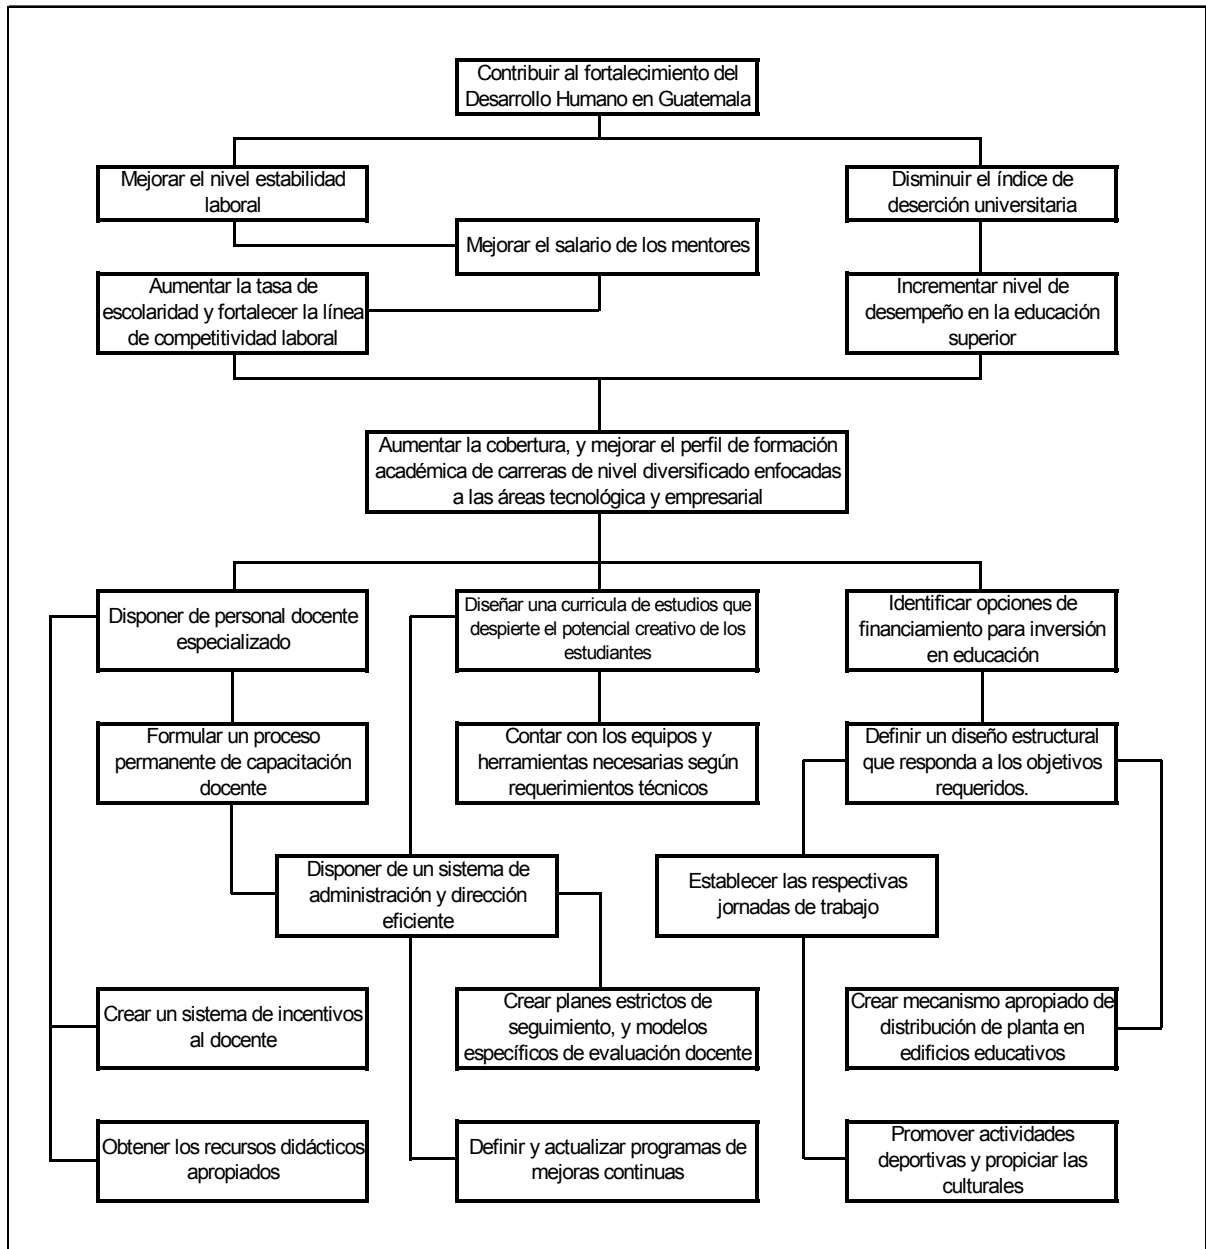 Contribuir al fortalecimiento del
Desarrollo Humano en Guatemala
Mejorar el nivel estabilidad
laboral
Disminuir el índice de
deserción universitaria
Mejorar el salario de los mentores
Aumentar la tasa de
escolaridad y fortalecer la línea
de competitividad laboral
Incrementar nivel de
desempeño en la educación
superior
Aumentar la cobertura, y mejorar el perfil de formación
académica de carreras de nivel diversificado enfocadas
a las áreas tecnológica y empresarial
Disponer de personal docente
especializado
Diseñar una curricula de estudios que
despierte el potencial creativo de los
estudiantes
Identificar opciones de
financiamiento para inversión
en educación
Formular un proceso
permanente de capacitación
docente
Contar con los equipos y
herramientas necesarias según
requerimientos técnicos
Definir un diseño estructural
que responda a los objetivos
requeridos.
Disponer de un sistema de
administración y dirección
eficiente
Establecer las respectivas
jornadas de trabajo
Crear un sistema de incentivos
al docente
Crear planes estrictos de
seguimiento, y modelos
específicos de evaluación docente
Crear mecanismo apropiado de
distribución de planta en
edificios educativos
Obtener los recursos didácticos
apropiados
Definir y actualizar programas de
mejoras continuas
Promover actividades
deportivas y propiciar las
culturales